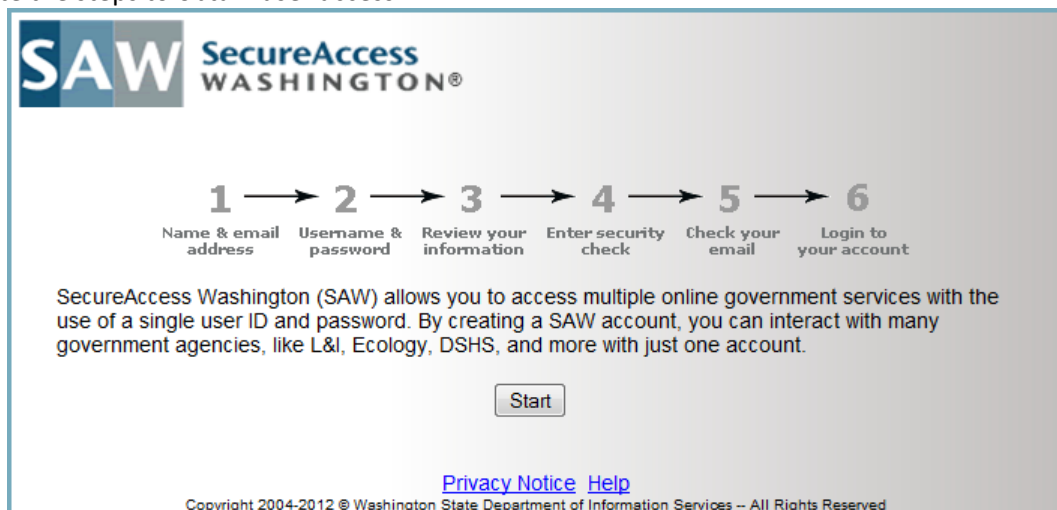 SAW SecureAccess
WASHINGTON®
1 2 3 4 5 6
Name & email address
Username & password
Review your information
Enter security check
Check your email
Login to your account
SecureAccess Washington (SAW) allows you to access multiple online government services with the
use of a single user ID and password. By creating a SAW account, you can interact with many
government agencies, like L&I, Ecology, DSHS, and more with just one account.
Start
Privacy Notice Help
Copyright 2004-2012 © Washington State Department of Information Services -- All Rights Reserved